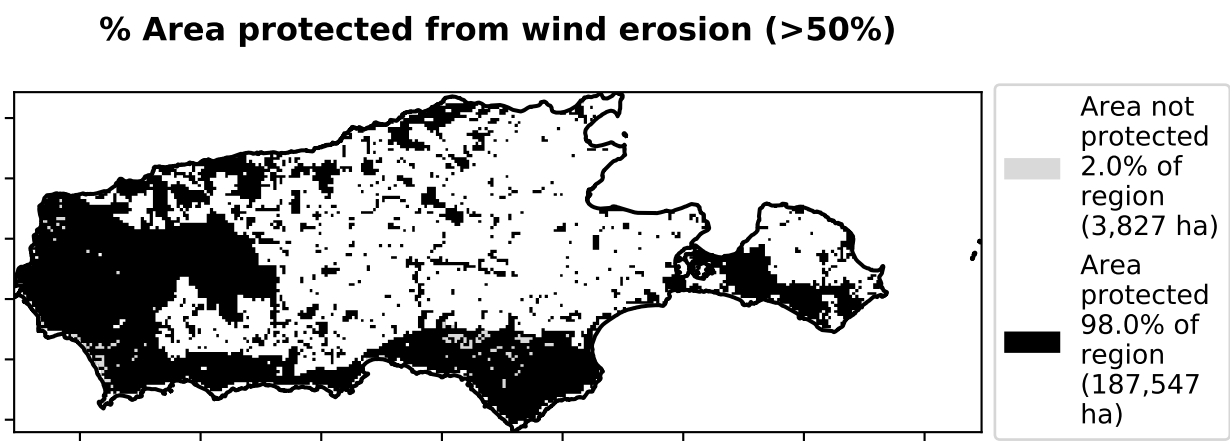 % Area protected from wind erosion (>50%)
Area not
protected
2.0% of
region
(3,827 ha)
Area
protected
98.0% of
region
(187,547
ha)